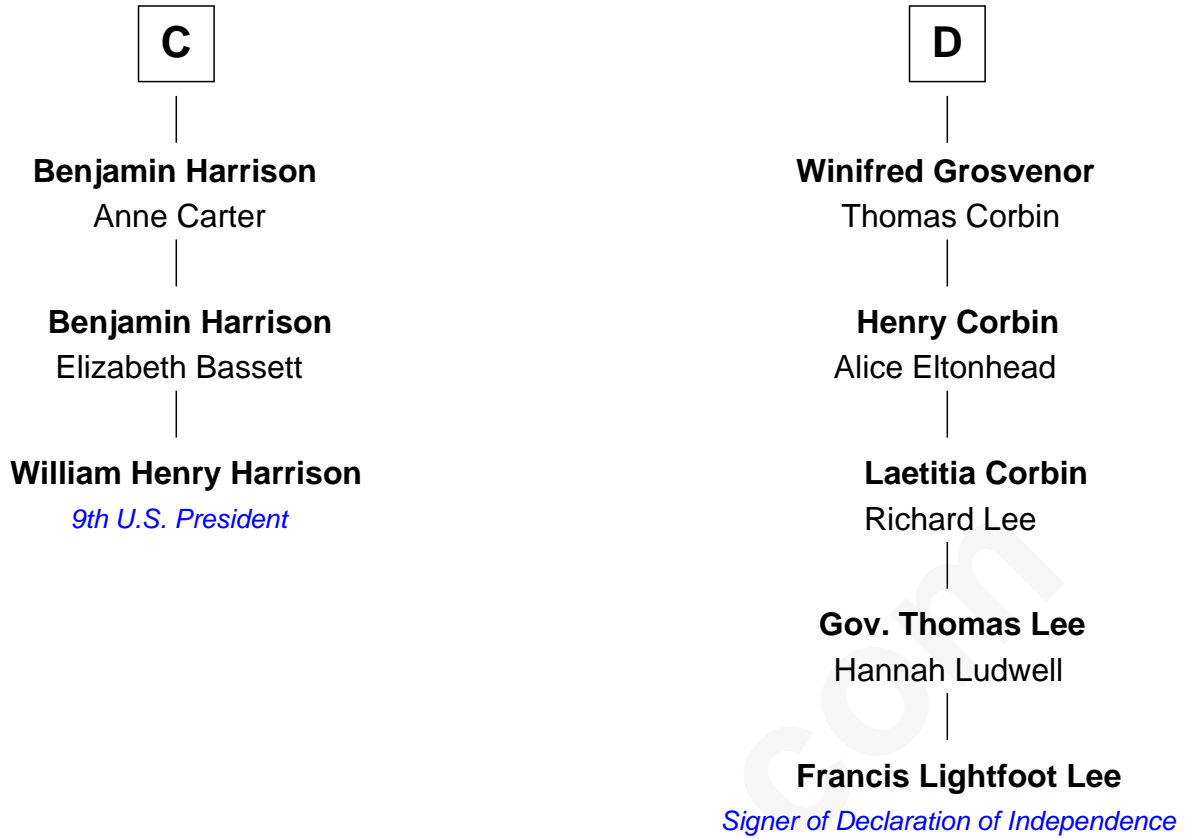 C
Benjamin Harrison
Anne Carter
Benjamin Harrison
Elizabeth Bassett
William Henry Harrison
9th U.S. President
D
Winifred Grosvenor
Thomas Corbin
Henry Corbin
Alice Eltonhead
Laetitia Corbin
Richard Lee
Gov. Thomas Lee
Hannah Ludwell
Francis Lightfoot Lee
Signer of Declaration of Independence
com